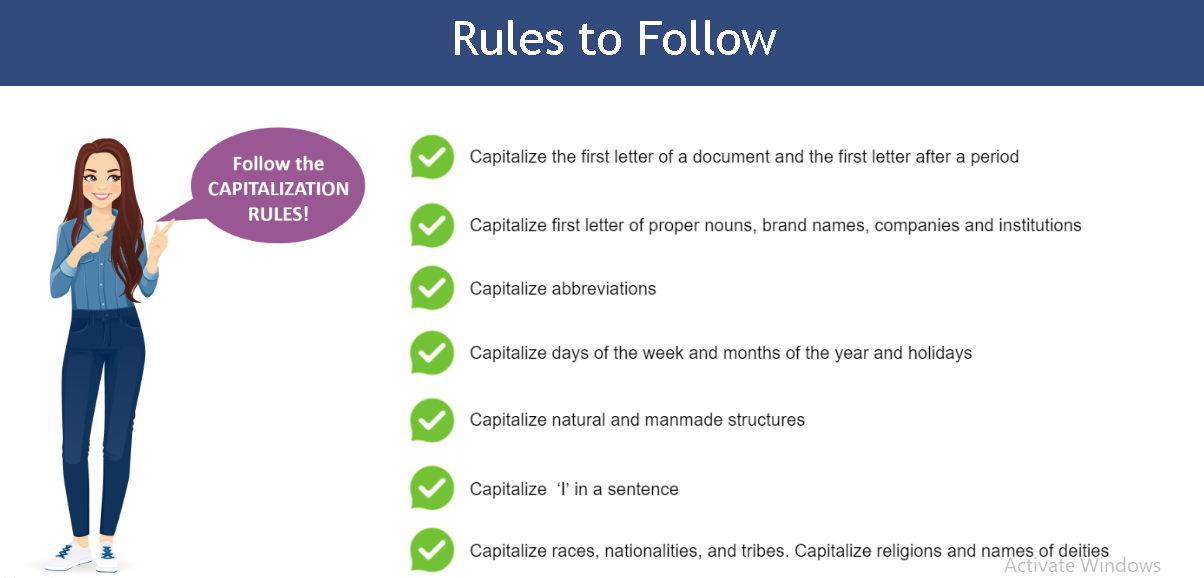 Rules to Follow
Follow the
CAPITALIZATION
RULES!
Capitalize the first letter of a document and the first letter after a period
Capitalize first letter of proper nouns, brand names, companies and institutions
Capitalize abbreviations
Capitalize days of the week and months of the year and holidays
Capitalize natural and manmade structures
Capitalize  ‘I’ in a sentence
Capitalize races, nationalities, and tribes. Capitalize religions and names of deities
Activate Windows